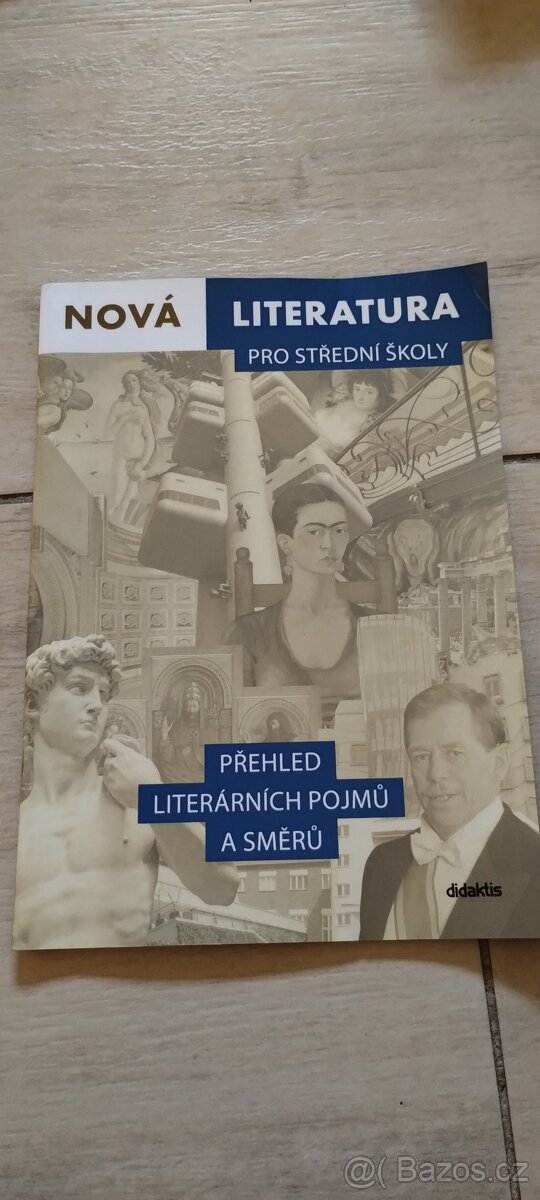 NOVÁ LITERATURA
PRO STŘEDNÍ ŠKOLY
PŘEHLED
LITERÁRNÍCH POJMŮ
A SMĚRŮ
didaktis
@( Bazos.cz